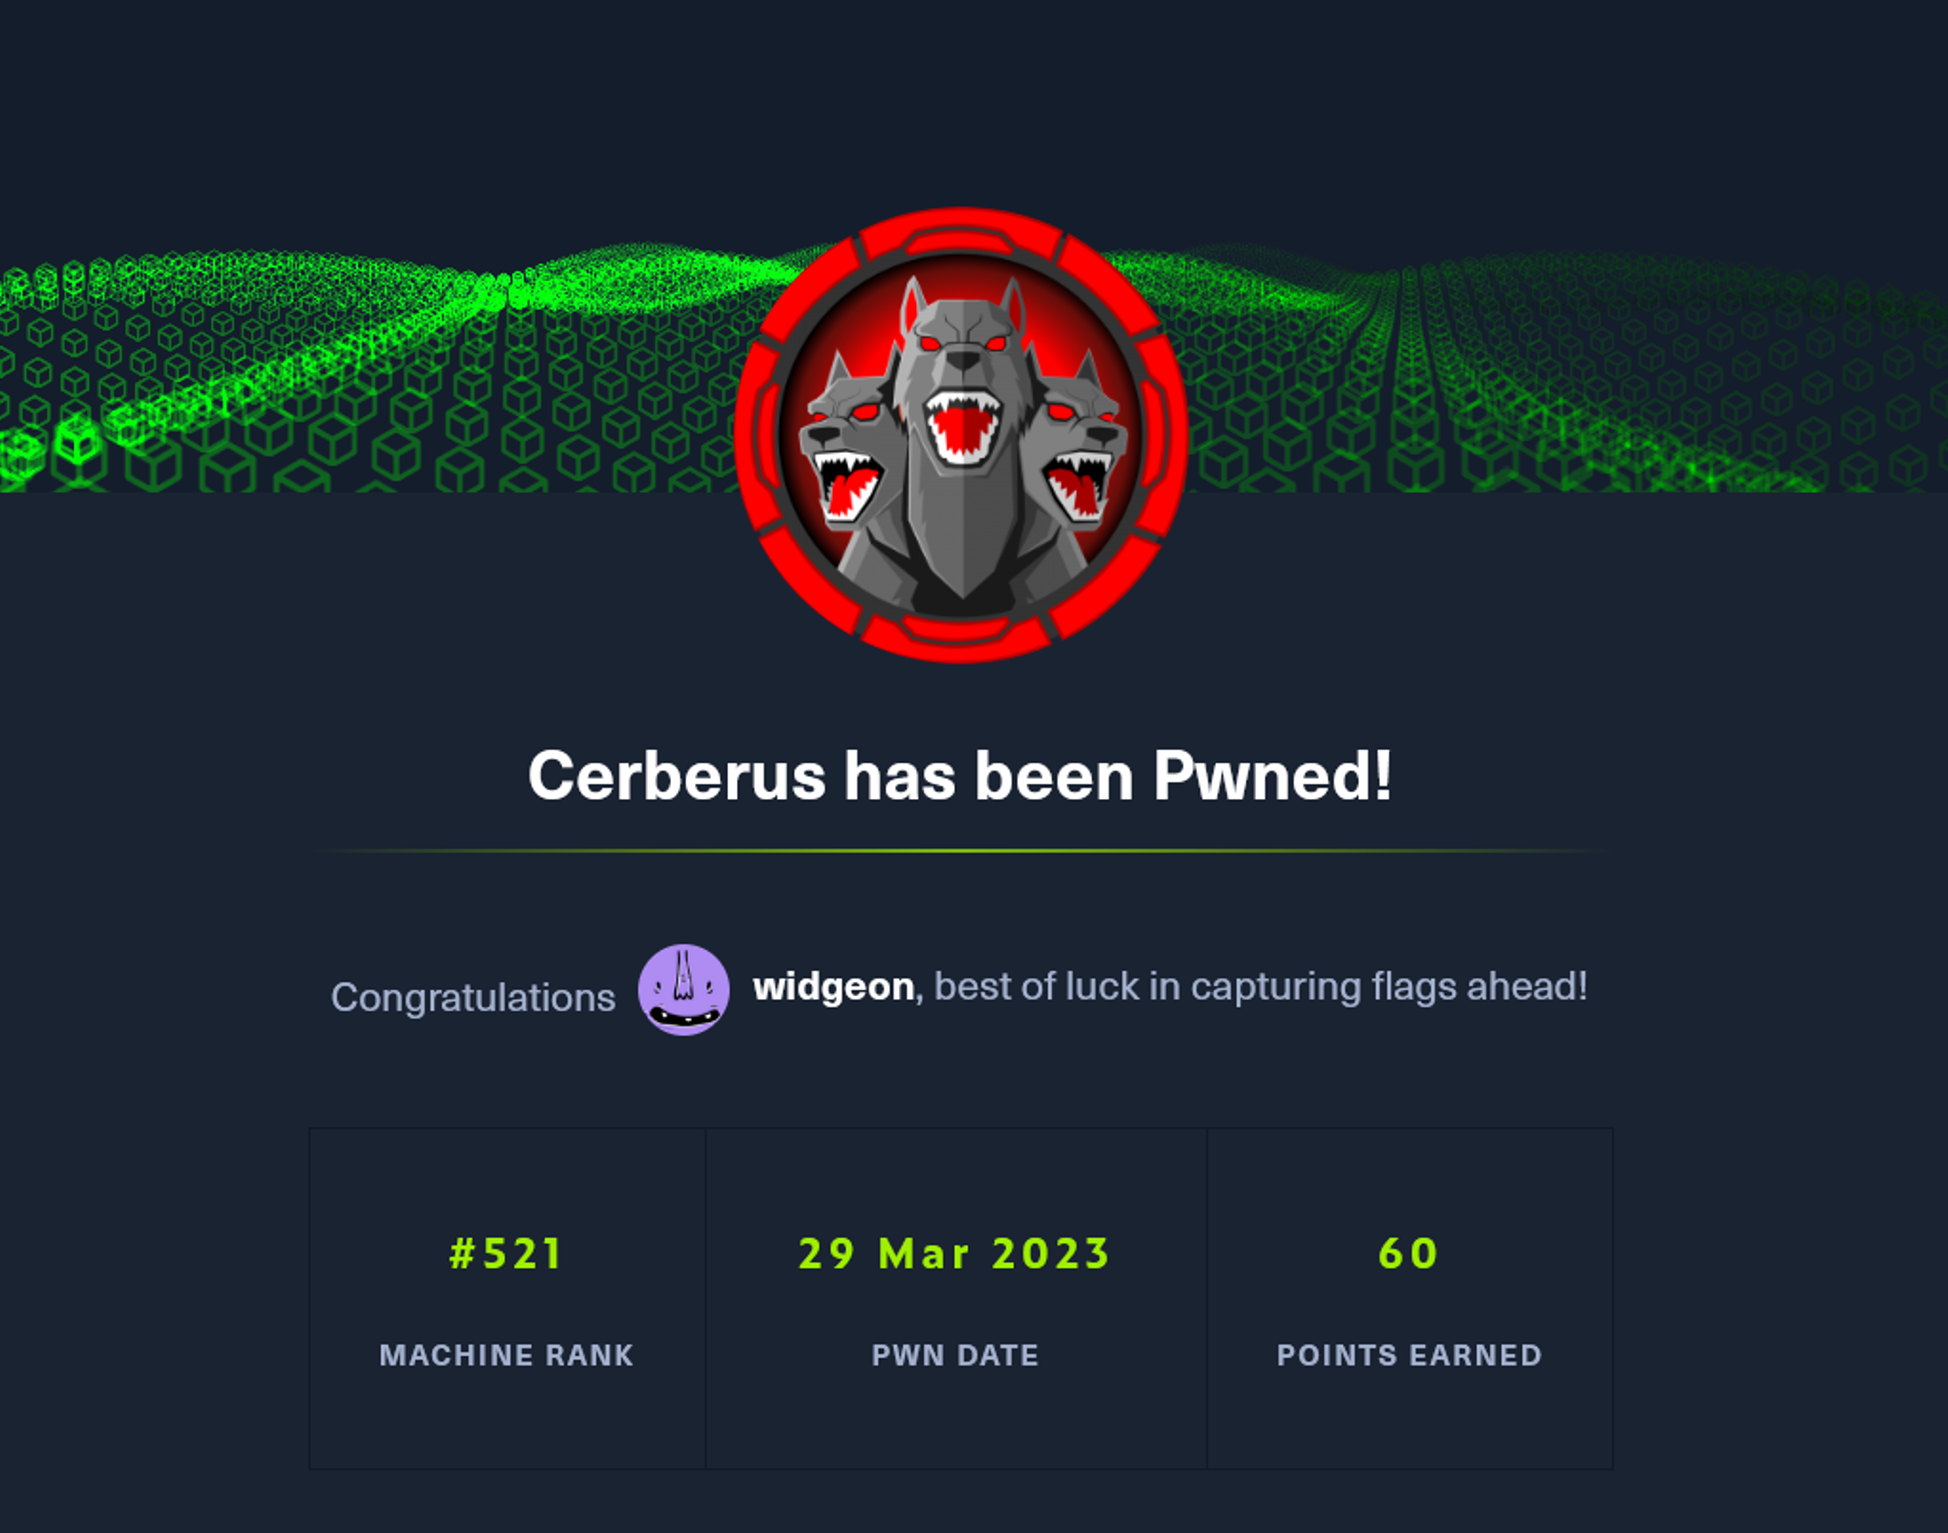 Cerberus has been Pwned!
Congratulations widgeon, best of luck in capturing flags ahead!
#521
29 Mar 2023
60
MACHINE RANK
PWN DATE
POINTS EARNED